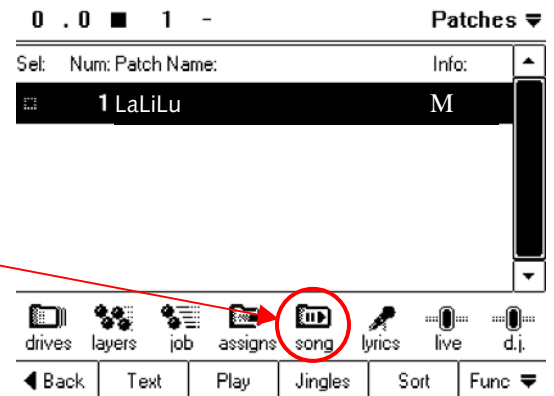 0 .0 ■ 1 - Patches
Sel: Num: Patch Name: Info:
1 LaLiLu M
drives layers job assigns song lyrics live d.j.
Back Text Play Jingles Sort Func